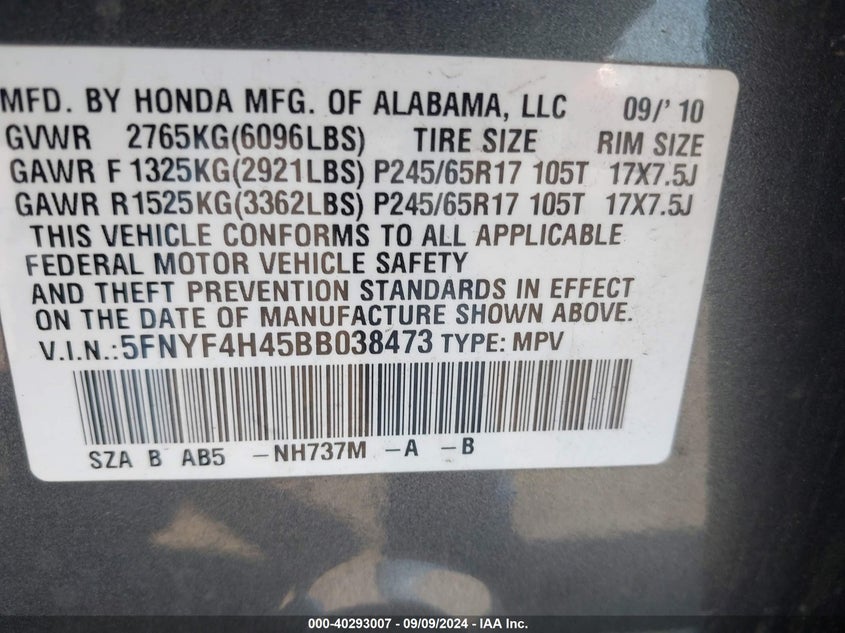 MFD. BY HONDA MFG. OF ALABAMA, LLC 09/' 10
GVWR 2765KG(6096LBS) TIRE SIZE RIM SIZE
GAWR F 1325KG(2921LBS) P245/65R17 105T 17X7.5J
GAWR R1525KG(3362LBS) P245/65R17 105T 17X7.5J
THIS VEHICLE CONFORMS TO ALL APPLICABLE
FEDERAL MOTOR VEHICLE SAFETY
AND THEFT PREVENTION STANDARDS IN EFFECT
ON THE DATE OF MANUFACTURE SHOWN ABOVE.
V.I.N.:5FNYF4H45BB038473 TYPE: MPV
SZA B AB5 -NH737M -A -B
000-40293007 - 09/09/2024 - IAA Inc.